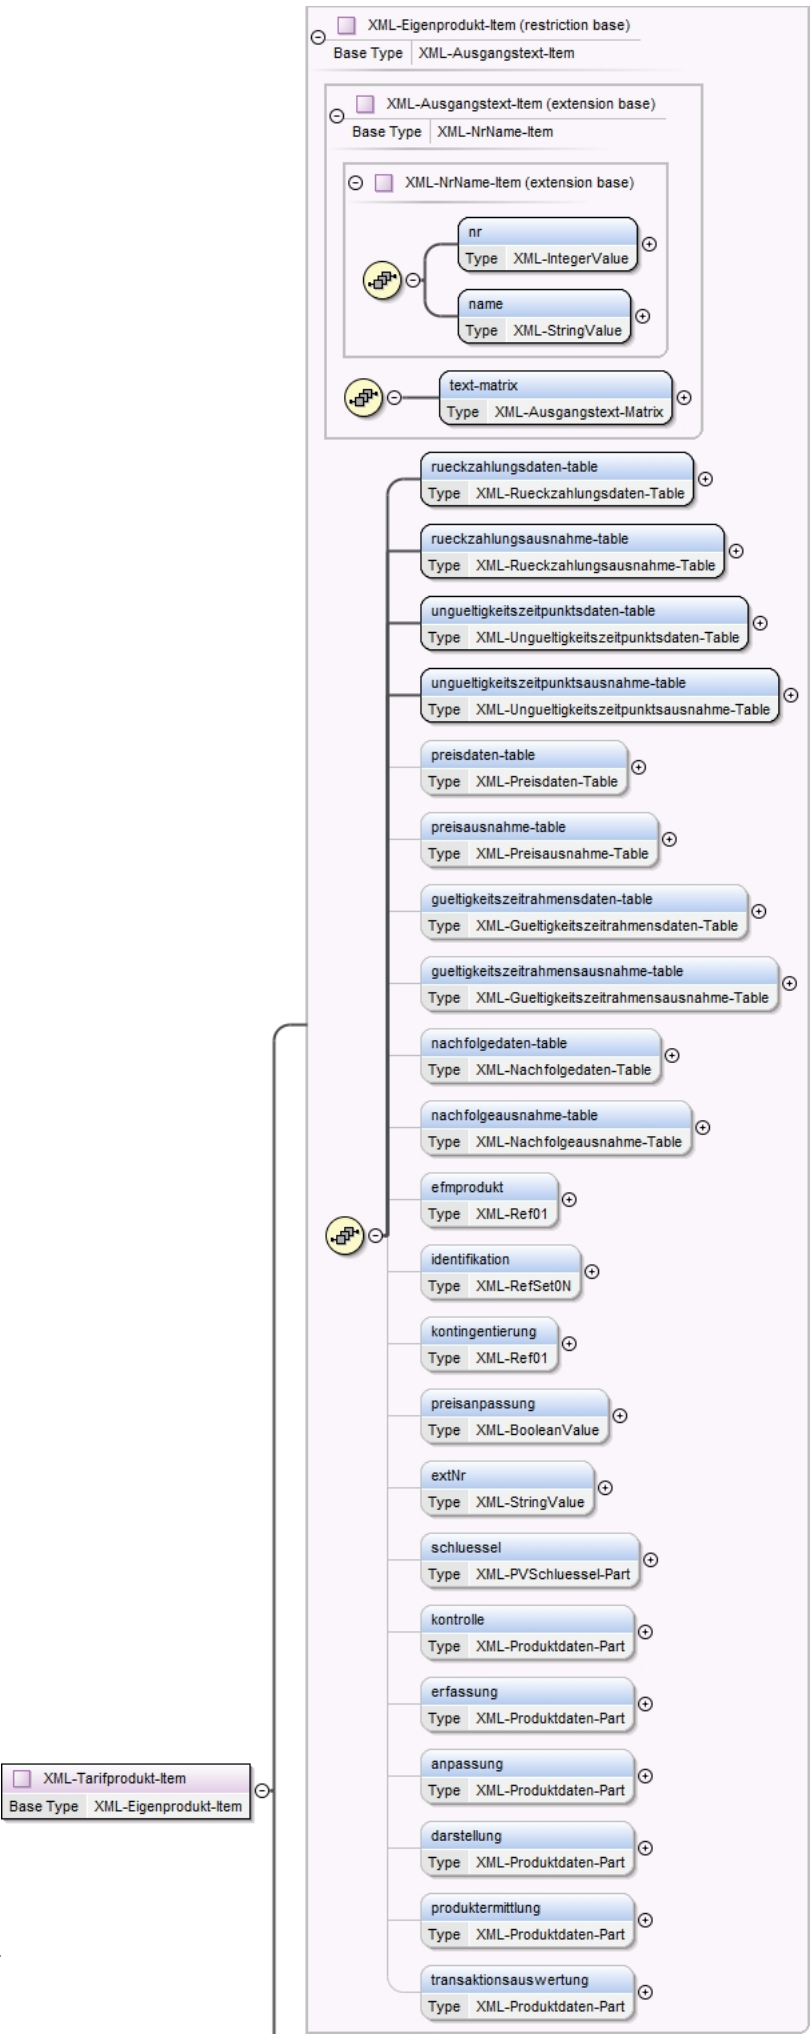 XML-Eigenprodukt-Item (restriction base)
Base Type XML-Ausgangstext-Item
XML-Ausgangstext-Item (extension base)
Base Type XML-NrName-Item
XML-NrName-Item (extension base)
nr
Type XML-IntegerValue
name
Type XML-StringValue
text-matrix
Type XML-Ausgangstext-Matrix
rueckzahlungsdaten-table
Type XML-Rueckzahlungsdaten-Table
rueckzahlungsausnahme-table
Type XML-Rueckzahlungsausnahme-Table
ungueltigkeitszeitpunktsdaten-table
Type XML-Ungueltigkeitszeitpunktsdaten-Table
ungueltigkeitszeitpunktsausnahme-table
Type XML-Ungueltigkeitszeitpunktsausnahme-Table
preisdaten-table
Type XML-Preisdaten-Table
preisausnahme-table
Type XML-Preisausnahme-Table
gueltigkeitszeitrahmensdaten-table
Type XML-Gueltigkeitszeitrahmensdaten-Table
gueltigkeitszeitrahmensausnahme-table
Type XML-Gueltigkeitszeitrahmensausnahme-Table
nachfolgedaten-table
Type XML-Nachfolgedaten-Table
nachfolgeausnahme-table
Type XML-Nachfolgeausnahme-Table
efmprodukt
Type XML-Ref01
identifikation
Type XML-RefSet0N
kontingentierung
Type XML-Ref01
preisanpassung
Type XML-BooleanValue
extNr
Type XML-StringValue
schluessel
Type XML-PVSchluessel-Part
kontrolle
Type XML-Produktdaten-Part
erfassung
Type XML-Produktdaten-Part
anpassung
Type XML-Produktdaten-Part
XML-Tarifprodukt-Item
Base Type XML-Eigenprodukt-Item
darstellung
Type XML-Produktdaten-Part
produktermittlung
Type XML-Produktdaten-Part
transaktionsauswertung
Type XML-Produktdaten-Part